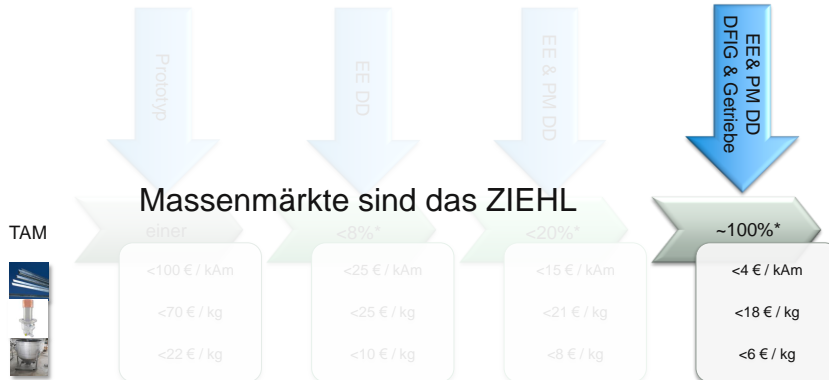 Prototyp
EE DD
EE & PM DD
EE& PM DD
DFIG & Getriebe
Massenmärkte sind das ZIEHL
TAM
einer
<8%*
<20%*
~100%*
<100 € / kAm
<25 € / kAm
<15 € / kAm
<4 € / kAm
<70 € / kg
<25 € / kg
<21 € / kg
<18 € / kg
<22 € / kg
<10 € / kg
<8 € / kg
<6 € / kg